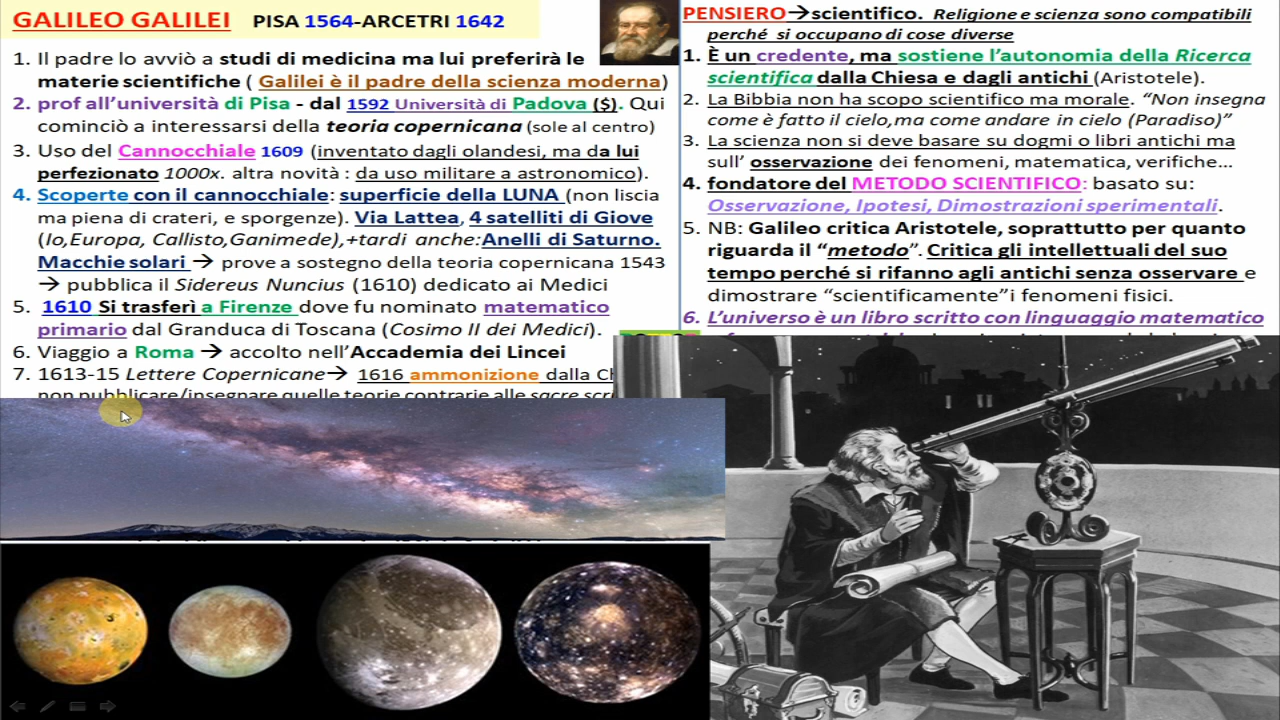 GALILEO GALILEI PISA 1564-ARCETRI 1642
1. Il padre lo avviò a studi di medicina ma lui preferirà le
materie scientifiche ( Galilei è il padre della scienza moderna)
2. prof all'università di Pisa - dal 1592 Università di Padova ($). Qui
cominciò a interessarsi della teoria copernicana (sole al centro)
3. Uso del Cannocchiale 1609 (inventato dagli olandesi, ma da lui
perfezionato 1000x. altra novità : da uso militare a astronomico).
4. Scoperte con il cannocchiale: superficie della LUNA (non liscia
ma piena di crateri, e sporgenze). Via Lattea, 4 satelliti di Giove
(Io,Europa, Callisto,Ganimede),+tardi anche:Anelli di Saturno.
Macchie solari → prove a sostegno della teoria copernicana 1543
→ pubblica il Sidereus Nuncius (1610) dedicato ai Medici
5. 1610 Si trasferì a Firenze dove fu nominato matematico
primario dal Granduca di Toscana (Cosimo II dei Medici).
6. Viaggio a Roma → accolto nell'Accademia dei Lincei
7. 1613-15 Lettere Copernicane→ 1616 ammonizione dalla
non pubblicare/insegnare quelle teorie contrarie alle sacre
PENSIERO→scientifico. Religione e scienza sono compatibili
perché si occupano di cose diverse
1. È un credente, ma sostiene l'autonomia della Ricerca
scientifica dalla Chiesa e dagli antichi (Aristotele).
2. La Bibbia non ha scopo scientifico ma morale. “Non insegna
come è fatto il cielo,ma come andare in cielo (Paradiso)”
3. La scienza non si deve basare su dogmi o libri antichi ma
sull' osservazione dei fenomeni, matematica, verifiche…
4. fondatore del METODO SCIENTIFICO: basato su:
Osservazione, Ipotesi, Dimostrazioni sperimentali.
5. NB: Galileo critica Aristotele, soprattutto per quanto
riguarda il “metodo”. Critica gli intellettuali del suo
tempo perché si rifanno agli antichi senza osservare e
dimostrare “scientificamente”i fenomeni fisici.
6. L'universo è un libro scritto con linguaggio matematico